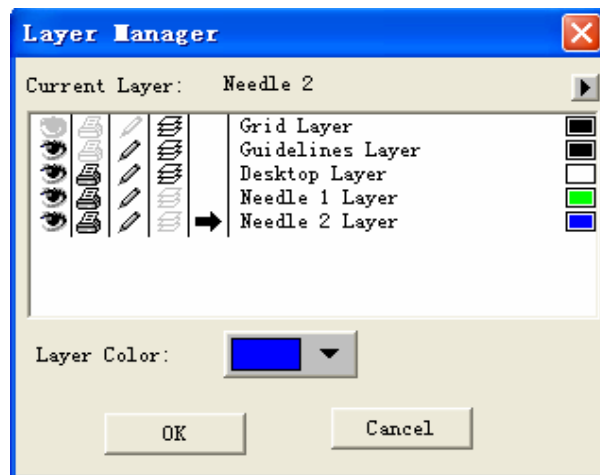 Layer Manager
Current Layer: Needle 2
Grid Layer
Guidelines Layer
Desktop Layer
Needle 1 Layer
Needle 2 Layer
Layer Color:
OK Cancel